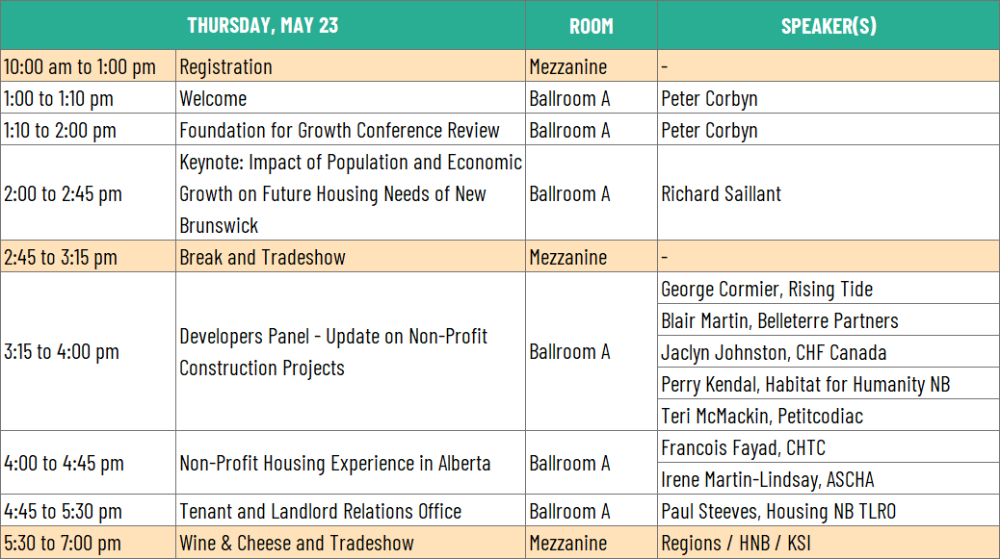 THURSDAY, MAY 23 ROOM SPEAKER(S)
10:00 am to 1:00 pm Registration Mezzanine -
1:00 to 1:10 pm Welcome Ballroom A Peter Corbyn
1:10 to 2:00 pm Foundation for Growth Conference Review Ballroom A Peter Corbyn
2:00 to 2:45 pm Keynote: Impact of Population and Economic
Growth on Future Housing Needs of New
Brunswick Ballroom A Richard Saillant
2:45 to 3:15 pm Break and Tradeshow Mezzanine -
3:15 to 4:00 pm Developers Panel - Update on Non-Profit
Construction Projects Ballroom A George Cormier, Rising Tide
Blair Martin, Belleterre Partners
Jaclyn Johnston, CHF Canada
Perry Kendal, Habitat for Humanity NB
Teri McMackin, Petitcodiac
4:00 to 4:45 pm Non-Profit Housing Experience in Alberta Ballroom A Francois Fayad, CHTC
Irene Martin-Lindsay, ASCHA
4:45 to 5:30 pm Tenant and Landlord Relations Office Ballroom A Paul Steeves, Housing NB TLRO
5:30 to 7:00 pm Wine & Cheese and Tradeshow Mezzanine Regions / HNB / KSI